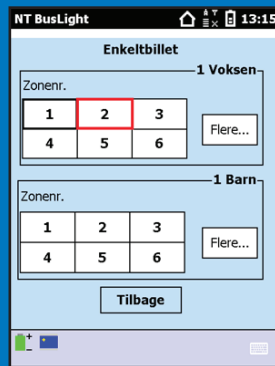 NT BusLight 13:15
Enkeltbillet
1 Voksen
Zonenr.
1 2 3
Flere...
4 5 6
1 Barn
Zonenr.
1 2 3
Flere...
4 5 6
Tilbage